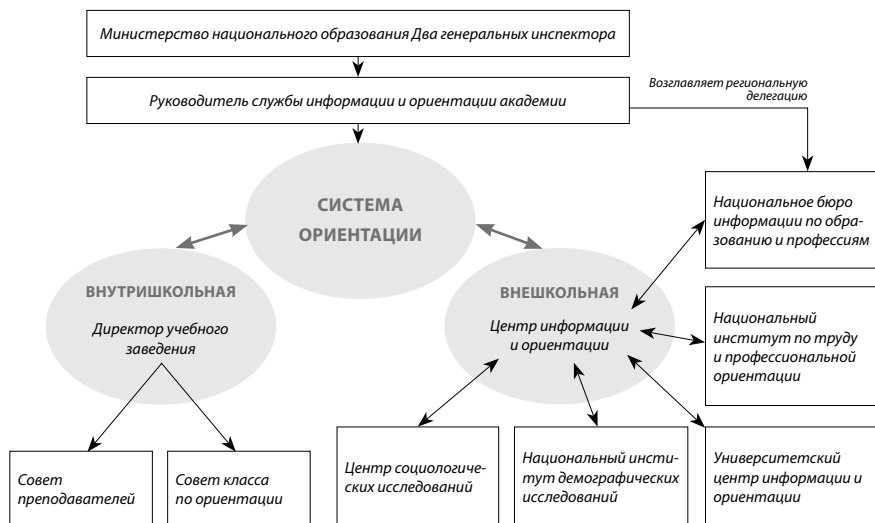 Министерство национального образования Два генеральных инспектора
Руководитель службы информации и ориентации академии
Возглавляет региональную
делегацию
СИСТЕМА
ОРИЕНТАЦИИ
Национальное бюро
информации по обра-
зованию и профессиям
ВНУТРИШКОЛЬНАЯ
Директор учебного
заведения
ВНЕШКОЛЬНАЯ
Центр информации
и ориентации
Национальный
институт по труду
и профессиональной
ориентации
Совет
преподавателей
Совет класса
по ориентации
Центр социологиче-
ских исследований
Национальный инсти-
тут демографических
исследований
Университетский
центр информации и
ориентации